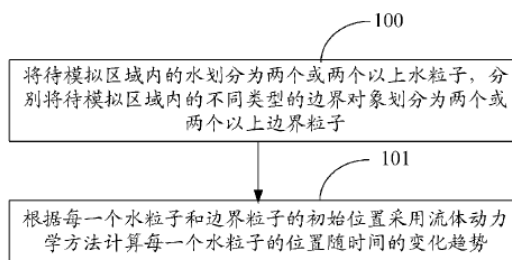 100
将待模拟区域内的水划分为两个或两个以上水粒子，分
别将待模拟区域内的不同类型的边界对象划分为两个或
两个以上边界粒子
101
根据每一个水粒子和边界粒子的初始位置采用流体动力
学方法计算每一个水粒子的位置随时间的变化趋势